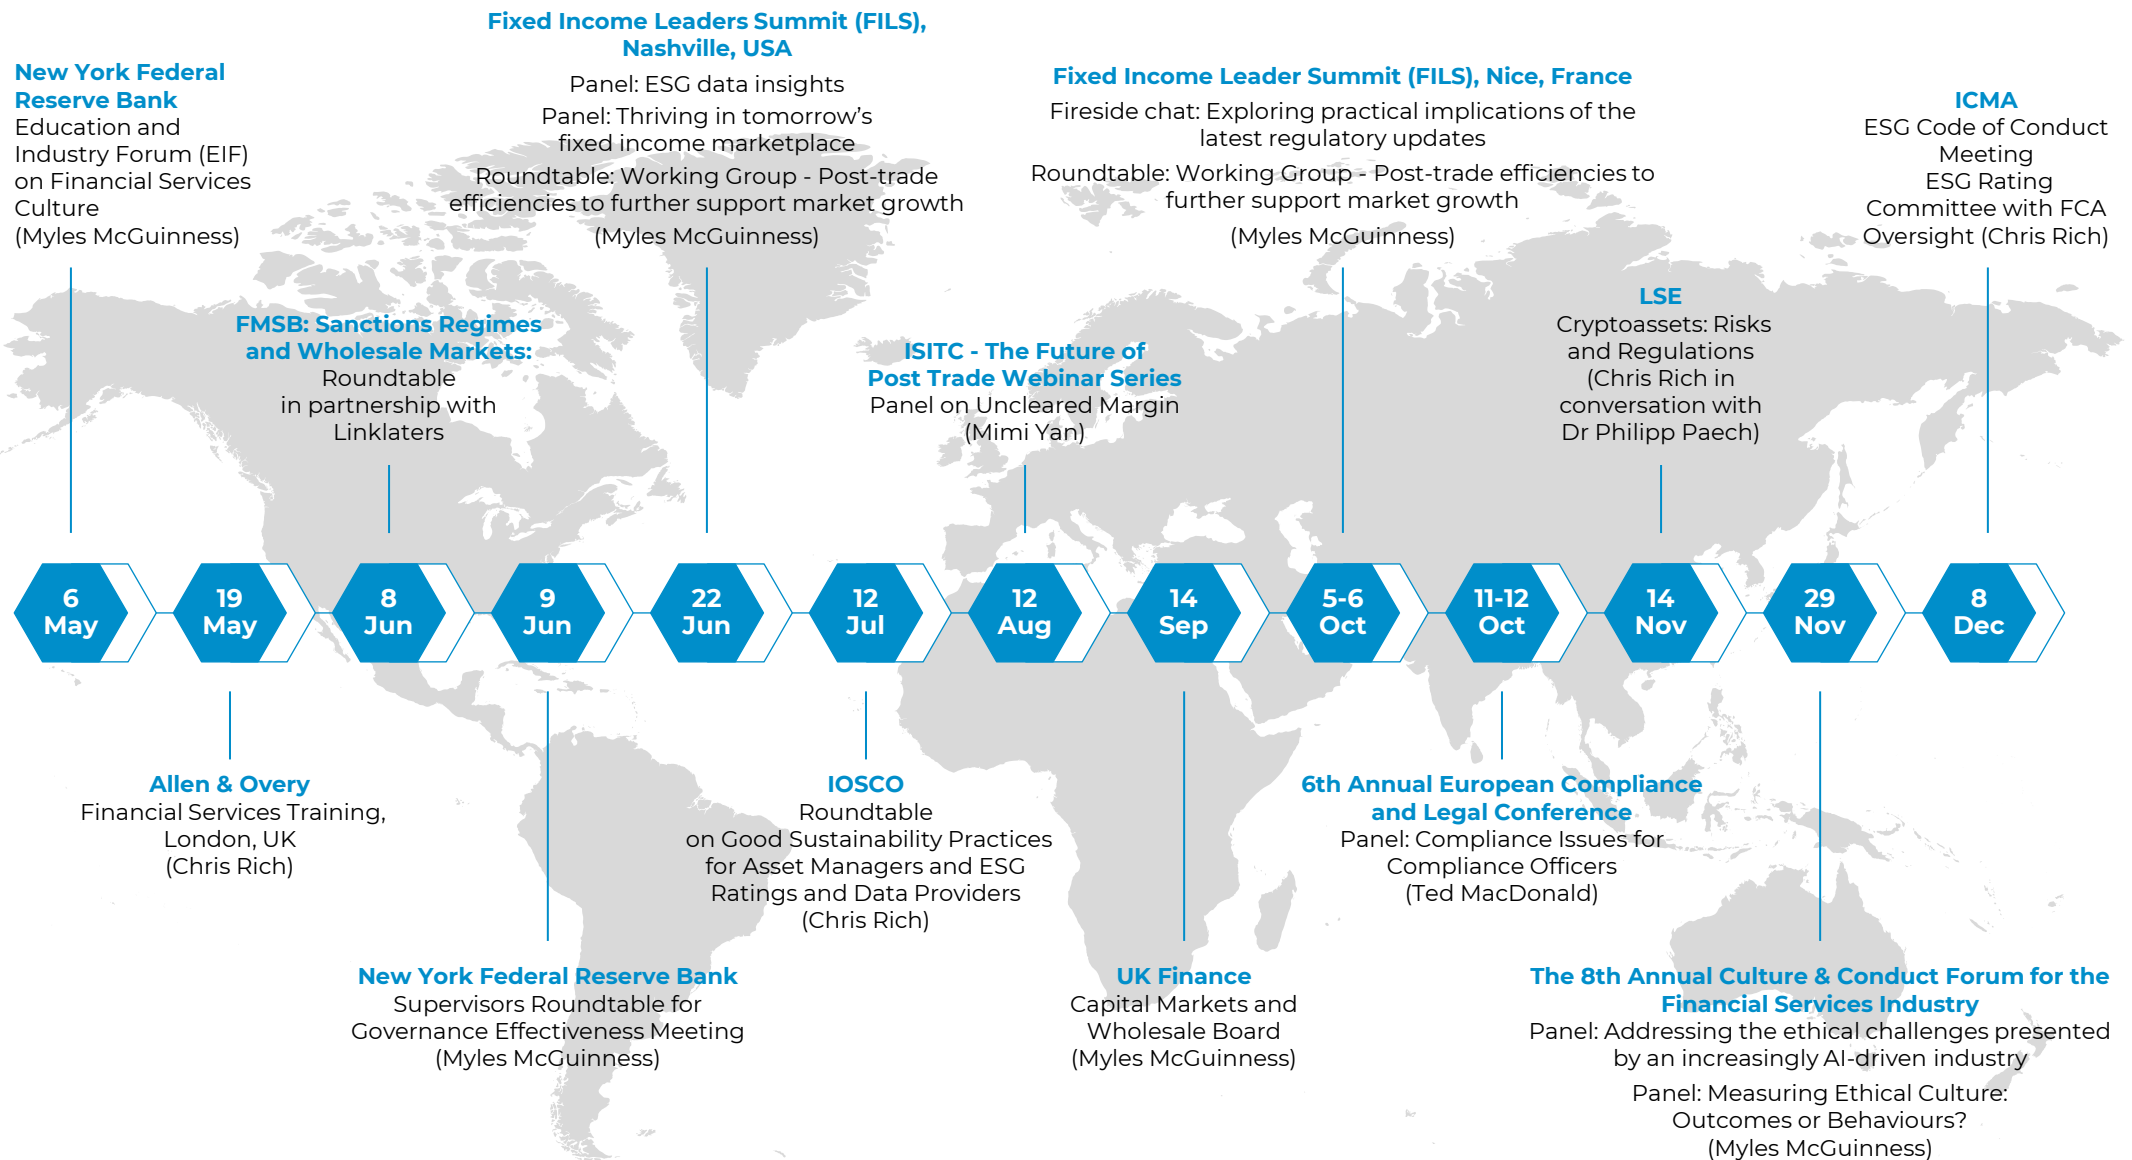 New York Federal
Reserve Bank
Education and
Industry Forum (EIF)
on Financial Services
Culture
(Myles McGuinness)
FMSB: Sanctions Regimes
and Wholesale Markets:
Roundtable
in partnership with
Linklaters
Fixed Income Leaders Summit (FILS),
Nashville, USA
Panel: ESG data insights
Panel: Thriving in tomorrow’s
fixed income marketplace
Roundtable: Working Group - Post-trade
efficiencies to further support market growth
(Myles McGuinness)
ISITC - The Future of
Post Trade Webinar Series
Panel on Uncleared Margin
(Mimi Yan)
Fixed Income Leader Summit (FILS), Nice, France
Fireside chat: Exploring practical implications of the
latest regulatory updates
Roundtable: Working Group - Post-trade efficiencies to
further support market growth
(Myles McGuinness)
LSE
Cryptoassets: Risks
and Regulations
(Chris Rich in
conversation with
Dr Philipp Paech)
ICMA
ESG Code of Conduct
Meeting
ESG Rating
Committee with FCA
Oversight (Chris Rich)
6
May
19
May
8
Jun
9
Jun
22
Jun
12
Jul
12
Aug
14
Sep
5-6
Oct
11-12
Oct
14
Nov
29
Nov
8
Dec
Allen & Overy
Financial Services Training,
London, UK
(Chris Rich)
New York Federal Reserve Bank
Supervisors Roundtable for
Governance Effectiveness Meeting
(Myles McGuinness)
IOSCO
Roundtable
on Good Sustainability Practices
for Asset Managers and ESG
Ratings and Data Providers
(Chris Rich)
UK Finance
Capital Markets and
Wholesale Board
(Myles McGuinness)
6th Annual European Compliance
and Legal Conference
Panel: Compliance Issues for
Compliance Officers
(Ted MacDonald)
The 8th Annual Culture & Conduct Forum for the
Financial Services Industry
Panel: Addressing the ethical challenges presented
by an increasingly AI-driven industry
Panel: Measuring Ethical Culture:
Outcomes or Behaviours?
(Myles McGuinness)